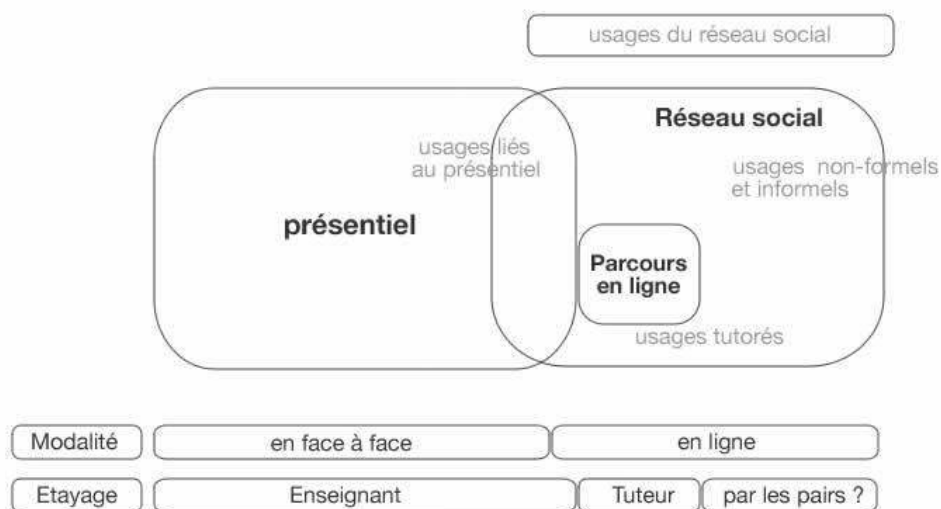 usages du réseau social
Réseau social
usages liés
au présentiel
usages non-formels
et informels
présentiel
Parcours
en ligne
usages tutorés
Modalité
en face à face
en ligne
Etayage
Enseignant
Tuteur
par les pairs ?